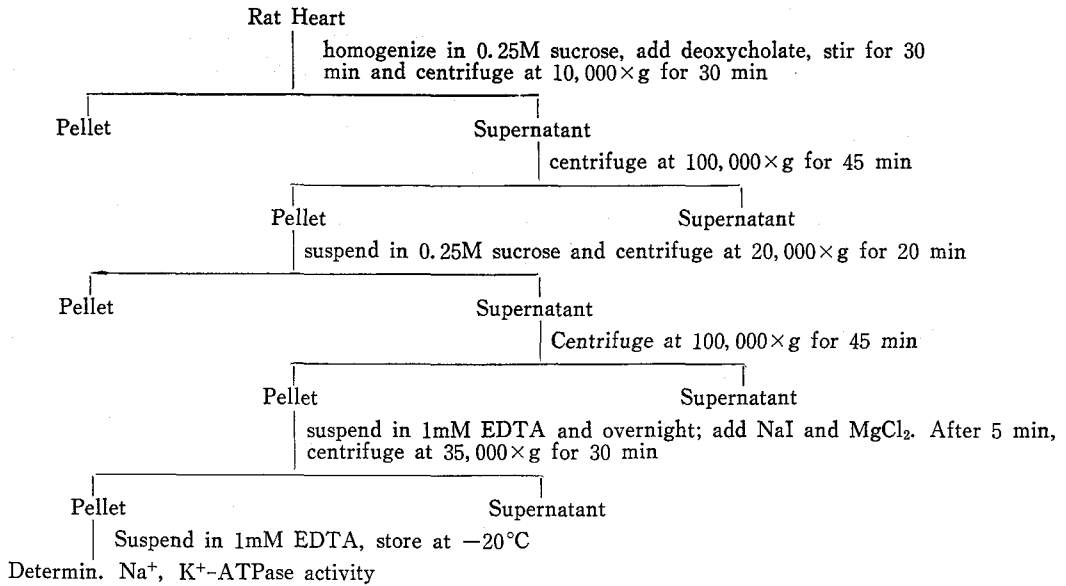 Rat Heart
homogenize in 0.25M sucrose, add deoxycholate, stir for 30
min and centrifuge at 10,000×g for 30 min
Pellet
Supernatant
centrifuge at 100,000×g for 45 min
Pellet
Supernatant
suspend in 0.25M sucrose and centrifuge at 20,000×g for 20 min
Pellet
Supernatant
Centrifuge at 100,000×g for 45 min
Pellet
Supernatant
suspend in 1mM EDTA and overnight; add NaI and MgCl₂. After 5 min,
centrifuge at 35,000×g for 30 min
Pellet
Supernatant
Suspend in 1mM EDTA, store at −20°C
Determin. Na⁺, K⁺-ATPase activity